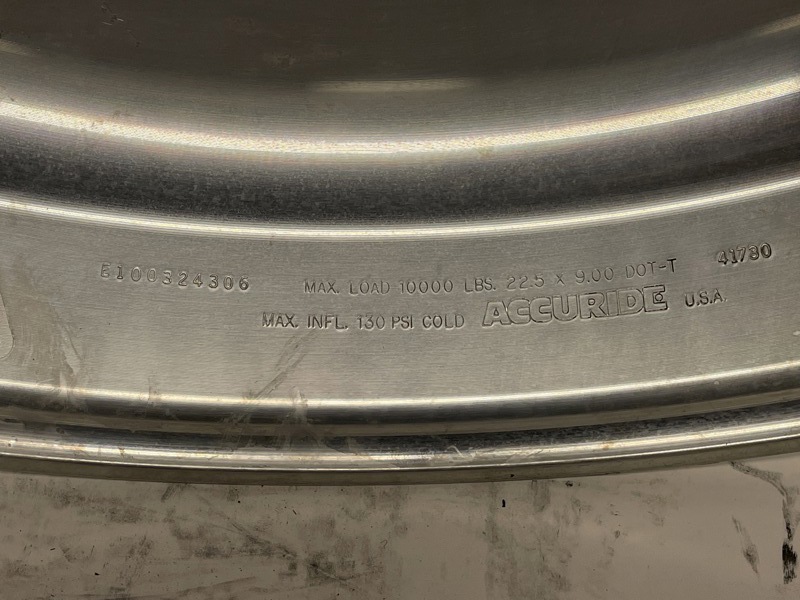 E100324306
MAX. LOAD 10000 LBS. 22.5 X 9.00 DOT-T
41730
MAX. INFL. 130 PSI COLD ACCURIDE U.S.A.